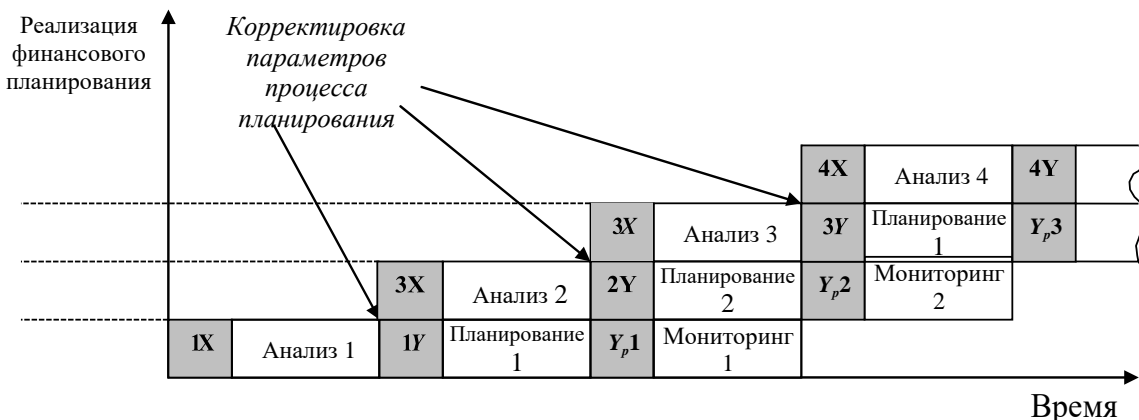 Реализация
финансового
планирования
Корректировка
параметров
процесса
планирования
4X
Анализ 4
4Y
3X
Анализ 3
3Y
Планирование
1
Yp3
3X
Анализ 2
2Y
Планирование
2
Yp2
Мониторинг
2
1X
Анализ 1
1Y
Планирование
1
Yp1
Мониторинг
1
Время